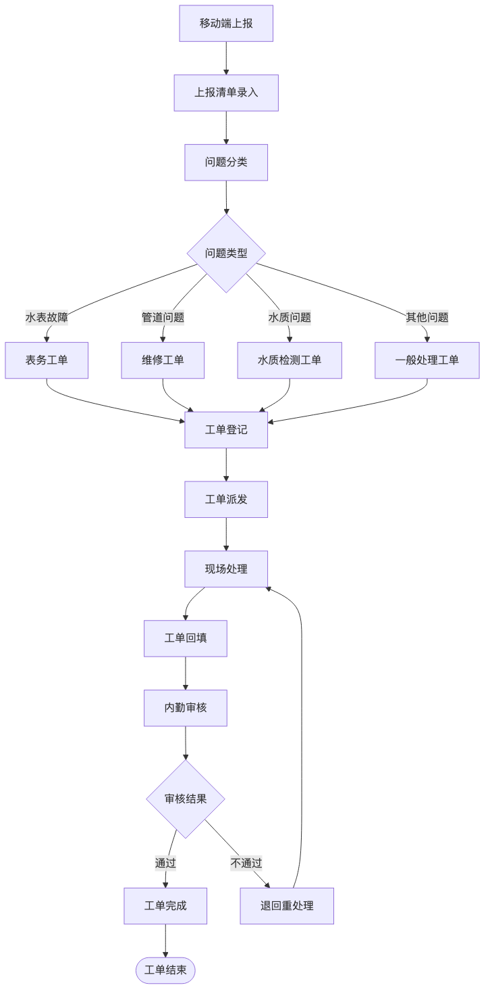 移动端上报
上报清单录入
问题分类
问题类型
水表故障
管道问题
水质问题
其他问题
表务工单
维修工单
水质检测工单
一般处理工单
工单登记
工单派发
现场处理
工单回填
内勤审核
审核结果
通过
不通过
工单完成
退回重处理
工单结束